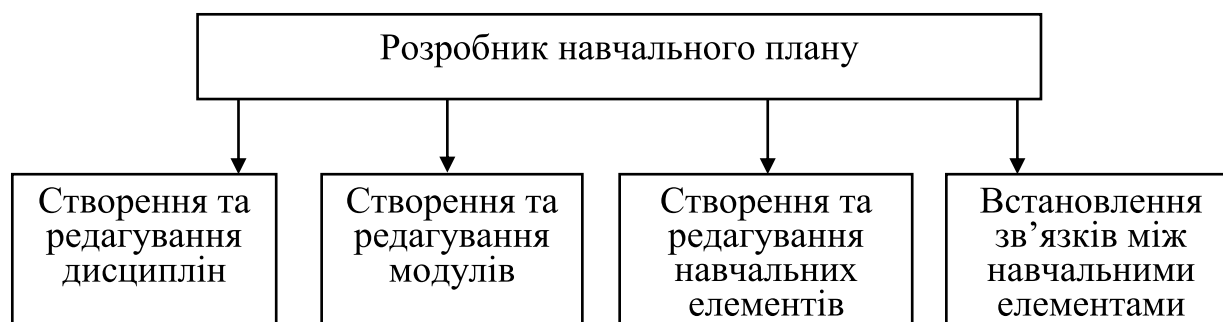 Розробник навчального плану
Створення та
редагування
дисциплін
Створення та
редагування
модулів
Створення та
редагування
навчальних
елементів
Встановлення
зв’язків між
навчальними
елементами